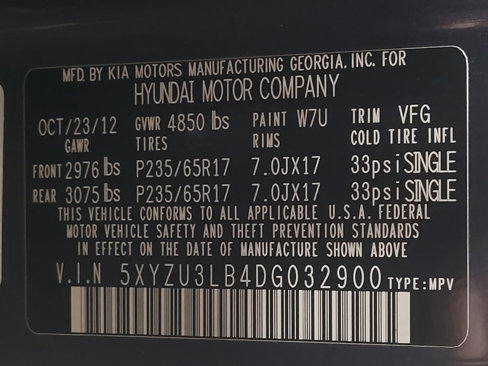 MFD. BY KIA MOTORS MANUFACTURING GEORGIA, INC. FOR
HYUNDAI MOTOR COMPANY
OCT/23/12 GVWR 4850 lbs PAINT W7U TRIM VFG
GAWR TIRES RIMS COLD TIRE INFL
FRONT 2976 lbs P235/65R17 7.0JX17 33psi SINGLE
REAR 3075 lbs P235/65R17 7.0JX17 33psi SINGLE
THIS VEHICLE CONFORMS TO ALL APPLICABLE U.S.A. FEDERAL
MOTOR VEHICLE SAFETY AND THEFT PREVENTION STANDARDS
IN EFFECT ON THE DATE OF MANUFACTURE SHOWN ABOVE
V.I.N 5XYZU3LB4DG032900 TYPE:MPV